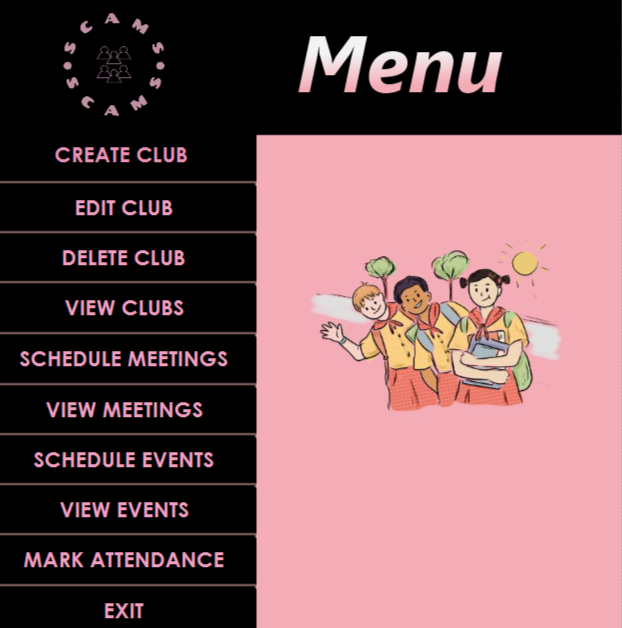 SCAMS
SCAMS
Menu
CREATE CLUB
EDIT CLUB
DELETE CLUB
VIEW CLUBS
SCHEDULE MEETINGS
VIEW MEETINGS
SCHEDULE EVENTS
VIEW EVENTS
MARK ATTENDANCE
EXIT